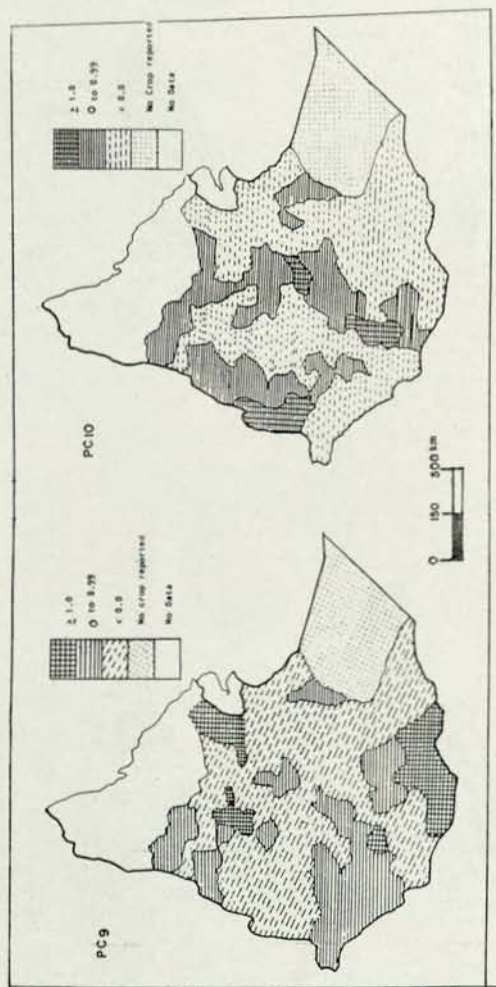 PC9
≥ 1.0
0 to 0.99
< 0.0
No crop reported
No Data
PC10
≥ 1.0
0 to 0.99
< 0.0
No Crop reported
No Data
0 150 300 km